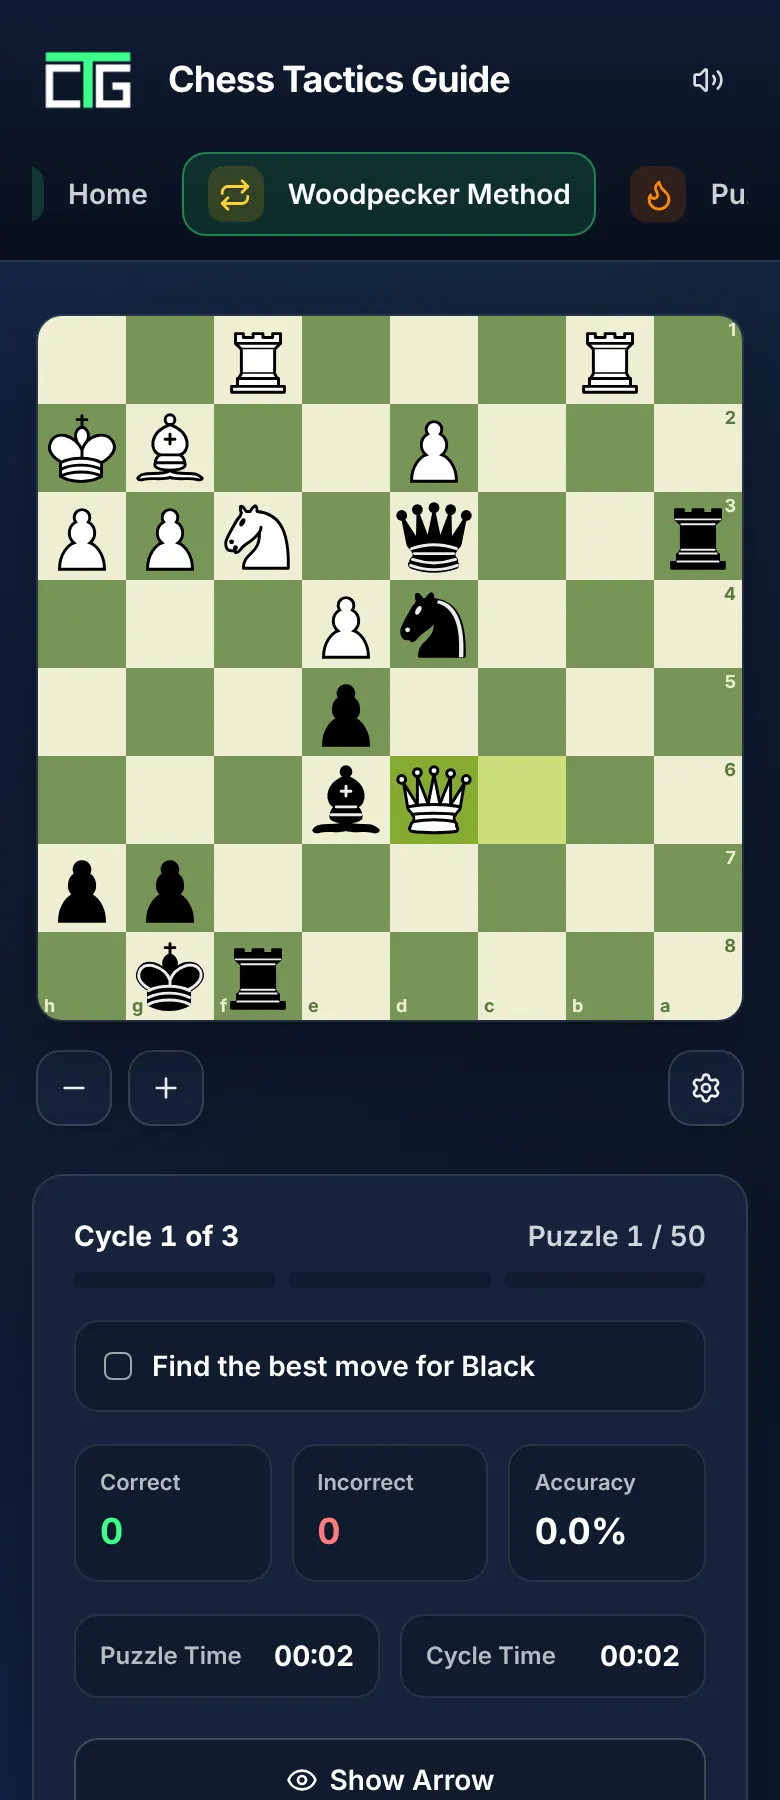 CTG Chess Tactics Guide
Home Woodpecker Method Pu
1
2
3
4
5
6
7
8
h g f e d c b a
Cycle 1 of 3 Puzzle 1 / 50
Find the best move for Black
Correct Incorrect Accuracy
0 0 0.0%
Puzzle Time 00:02 Cycle Time 00:02
Show Arrow